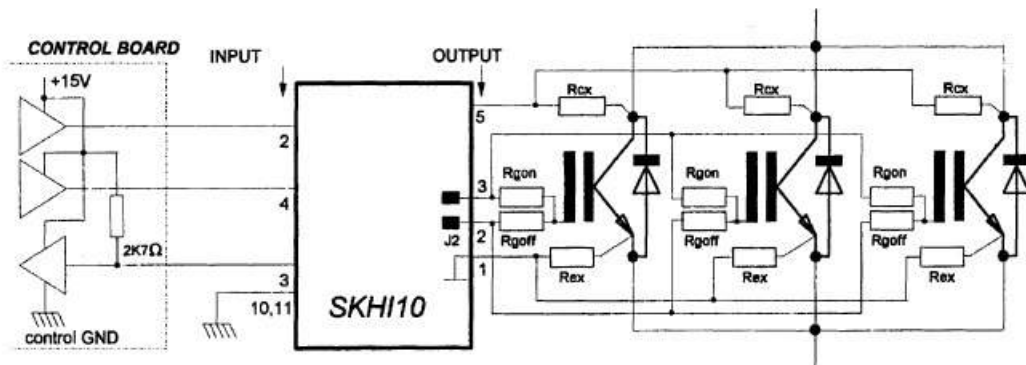 CONTROL BOARD
INPUT
OUTPUT
+15V
2
4
2K7Ω
3
10,11
control GND
SKHI10
5
3
J2
2
1
Rcx
Rcx
Rcx
Rgon
Rgoff
Rex
Rgon
Rgoff
Rex
Rgon
Rgoff
Rex